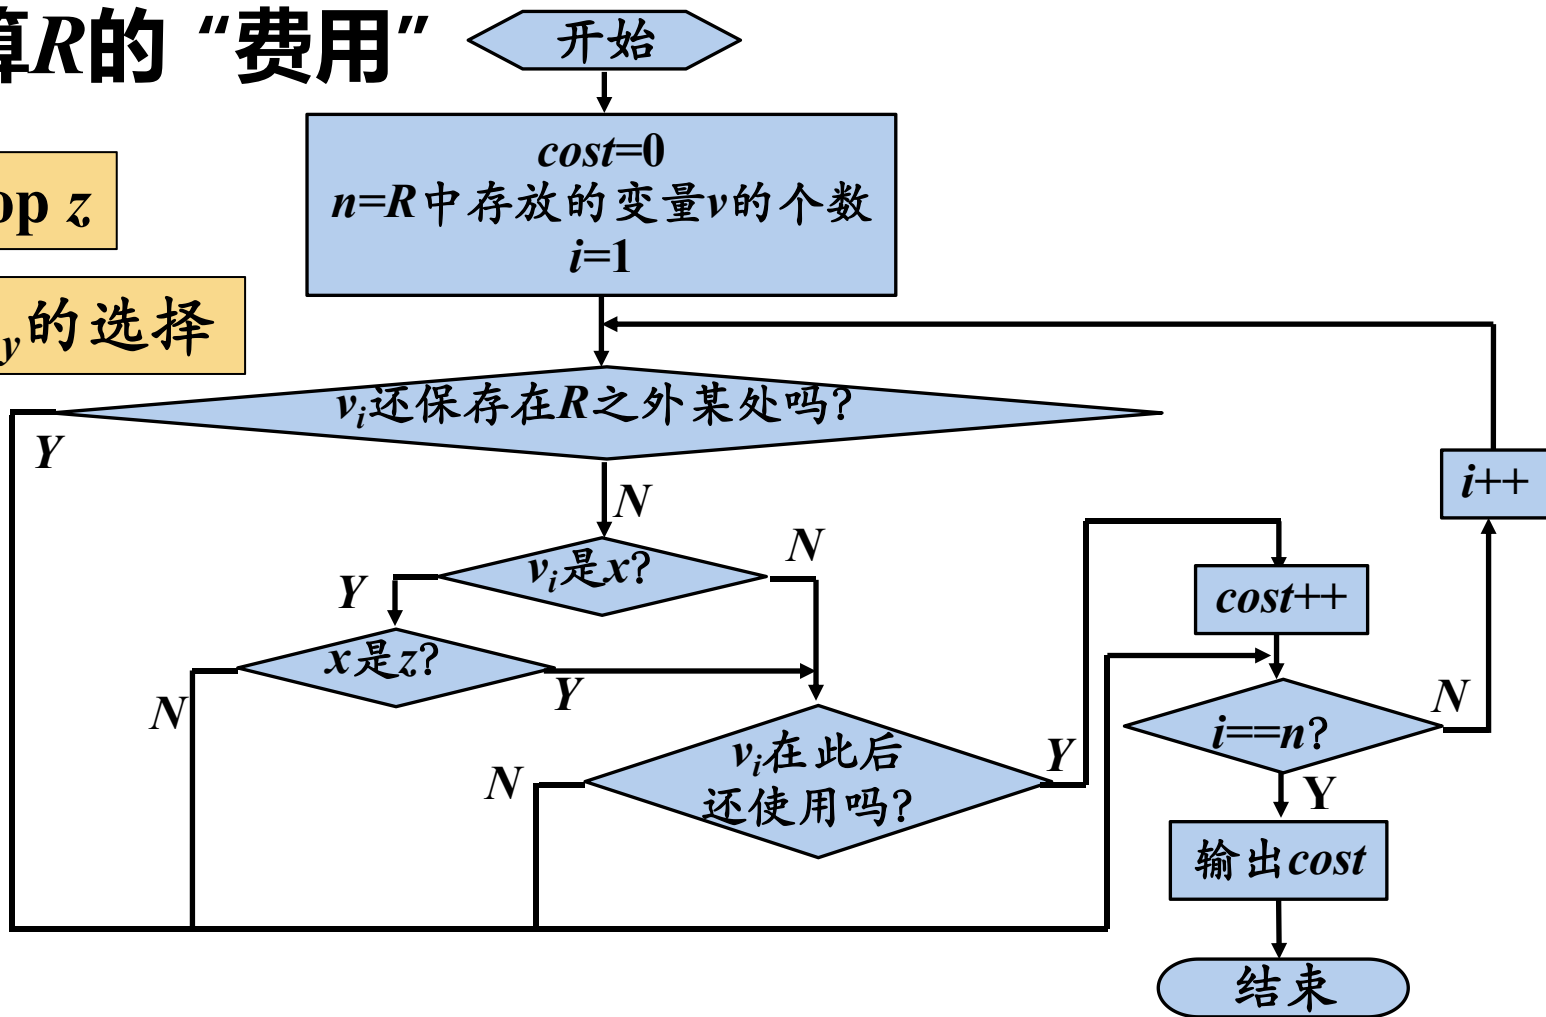 算R的 “费用”
开始
cost=0
n=R中存放的变量v的个数
i=1
op z
y的选择
vi还保存在R之外某处吗?
Y
N
i++
vi是x?
N
Y
cost++
x是z?
N
Y
vi在此后
还使用吗?
N
Y
i==n?
N
Y
输出cost
结束